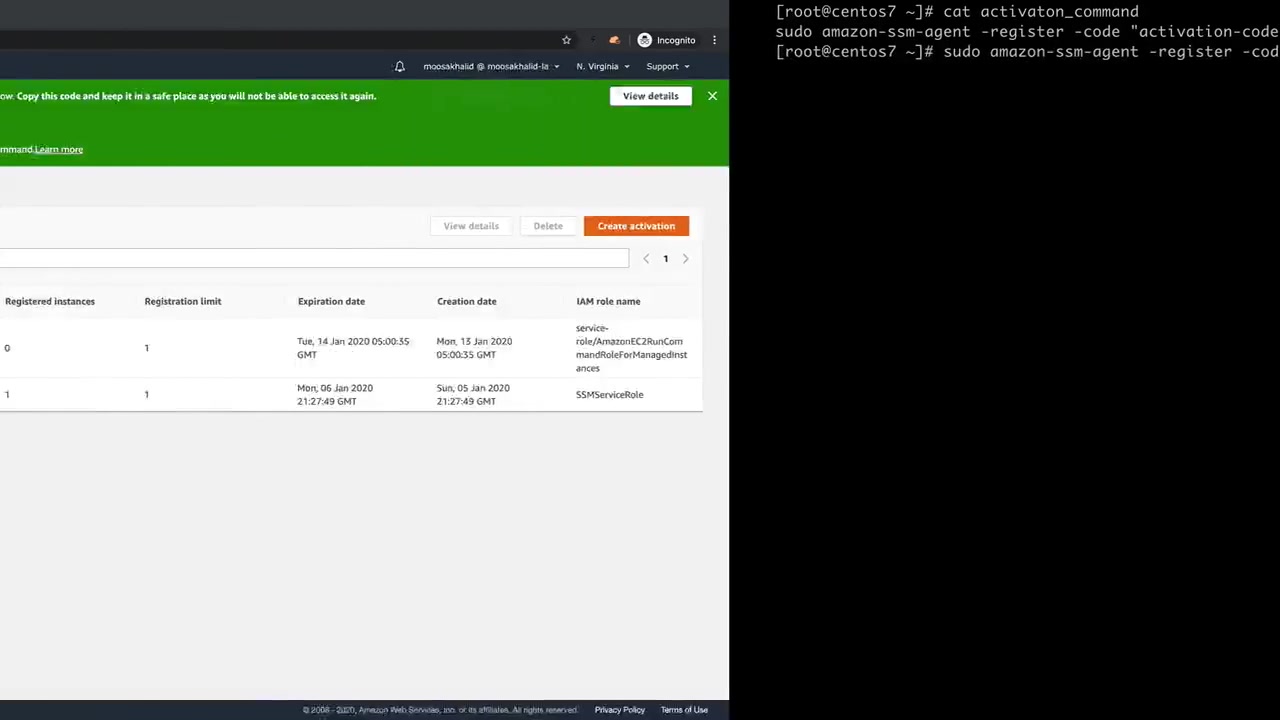 [root@centos7 ~]# cat activaton_command
sudo amazon-ssm-agent -register -code "activation-code
[root@centos7 ~]# sudo amazon-ssm-agent -register -cod
Incognito
moosakhalid @ moosakhalid-la
N. Virginia
Support
ow. Copy this code and keep it in a safe place as you will not be able to access it again.
View details
mmand.Learn more
View details
Delete
Create activation
1
Registered instances
Registration limit
Expiration date
Creation date
IAM role name
0
1
Tue, 14 Jan 2020 05:00:35
GMT
Mon, 13 Jan 2020
05:00:35 GMT
service-
role/AmazonEC2RunCom
mandRoleForManagedInst
ances
1
1
Mon, 06 Jan 2020
21:27:49 GMT
Sun, 05 Jan 2020
21:27:49 GMT
SSMServiceRole
© 2008 - 2020, Amazon Web Services, Inc. or its affiliates. All rights reserved.
Privacy Policy
Terms of Use